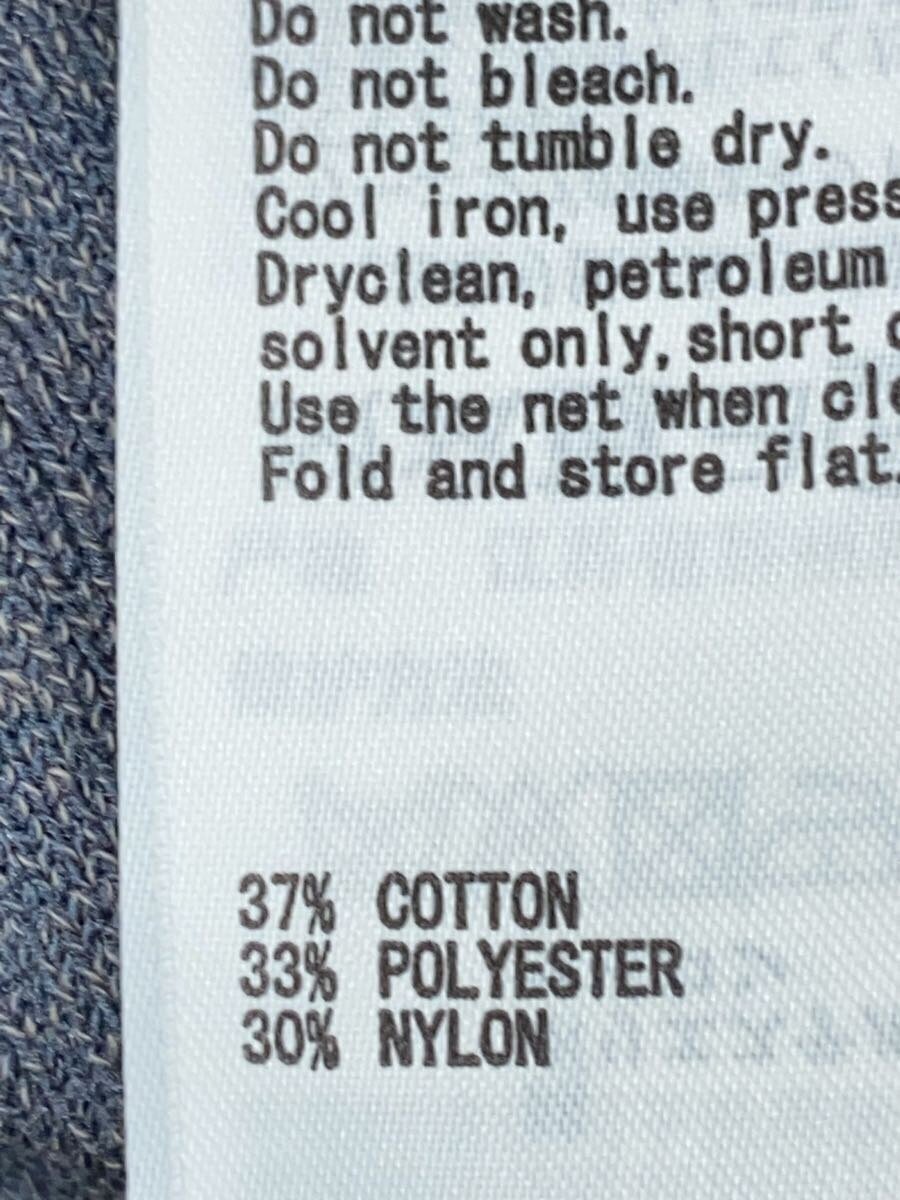 Do not wash.
Do not bleach.
Do not tumble dry.
Cool iron, use press
Dryclean, petroleum
solvent only,short
Use the net when cle
Fold and store flat.
37% COTTON
33% POLYESTER
30% NYLON